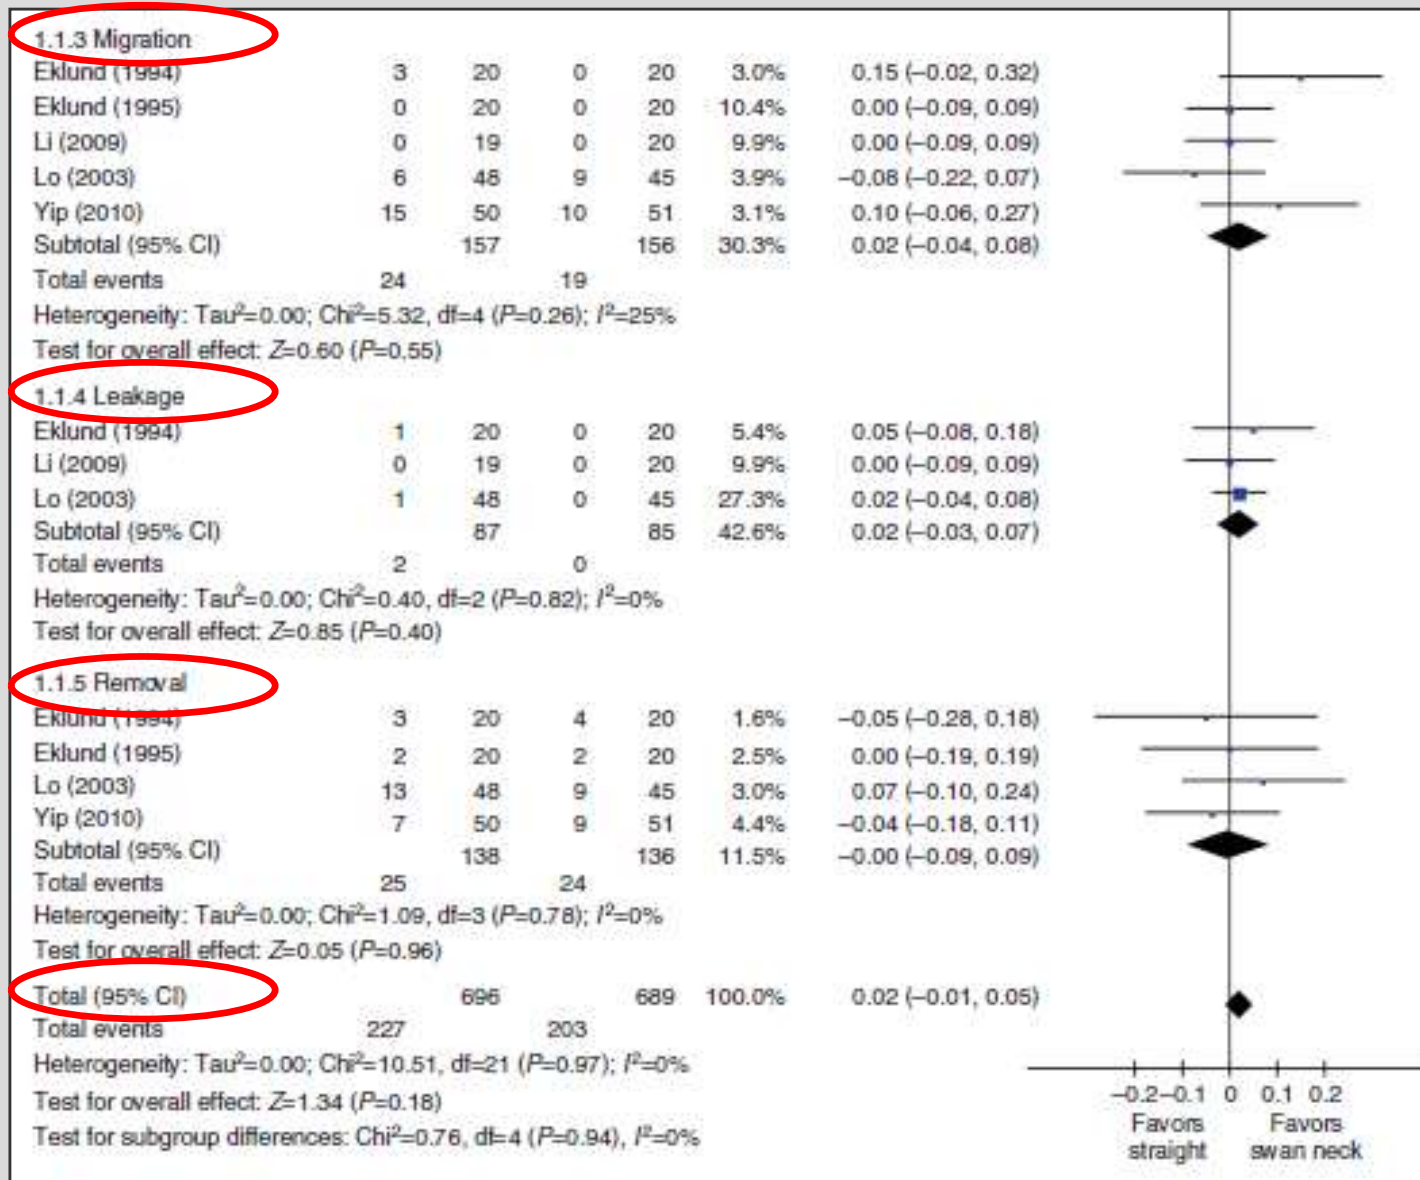 1.1.3 Migration
Eklund (1994) 3 20 0 20 3.0% 0.15 (−0.02, 0.32)
Eklund (1995) 0 20 0 20 10.4% 0.00 (−0.09, 0.09)
Li (2009) 0 19 0 20 9.9% 0.00 (−0.09, 0.09)
Lo (2003) 6 48 9 45 3.9% −0.08 (−0.22, 0.07)
Yip (2010) 15 50 10 51 3.1% 0.10 (−0.06, 0.27)
Subtotal (95% CI) 157 156 30.3% 0.02 (−0.04, 0.08)
Total events 24 19
Heterogeneity: Tau²=0.00; Chi²=5.32, df=4 (P=0.26); I²=25%
Test for overall effect: Z=0.60 (P=0.55)
1.1.4 Leakage
Eklund (1994) 1 20 0 20 5.4% 0.05 (−0.08, 0.18)
Li (2009) 0 19 0 20 9.9% 0.00 (−0.09, 0.09)
Lo (2003) 1 48 0 45 27.3% 0.02 (−0.04, 0.08)
Subtotal (95% CI) 87 85 42.6% 0.02 (−0.03, 0.07)
Total events 2 0
Heterogeneity: Tau²=0.00; Chi²=0.40, df=2 (P=0.82); I²=0%
Test for overall effect: Z=0.85 (P=0.40)
1.1.5 Removal
Eklund (1994) 3 20 4 20 1.6% −0.05 (−0.28, 0.18)
Eklund (1995) 2 20 2 20 2.5% 0.00 (−0.19, 0.19)
Lo (2003) 13 48 9 45 3.0% 0.07 (−0.10, 0.24)
Yip (2010) 7 50 9 51 4.4% −0.04 (−0.18, 0.11)
Subtotal (95% CI) 138 136 11.5% −0.00 (−0.09, 0.09)
Total events 25 24
Heterogeneity: Tau²=0.00; Chi²=1.09, df=3 (P=0.78); I²=0%
Test for overall effect: Z=0.05 (P=0.96)
Total (95% CI) 696 689 100.0% 0.02 (−0.01, 0.05)
Total events 227 203
Heterogeneity: Tau²=0.00; Chi²=10.51, df=21 (P=0.97); I²=0%
Test for overall effect: Z=1.34 (P=0.18)
Test for subgroup differences: Chi²=0.76, df=4 (P=0.94), I²=0%
−0.2 −0.1 0 0.1 0.2
Favors Favors
straight swan neck